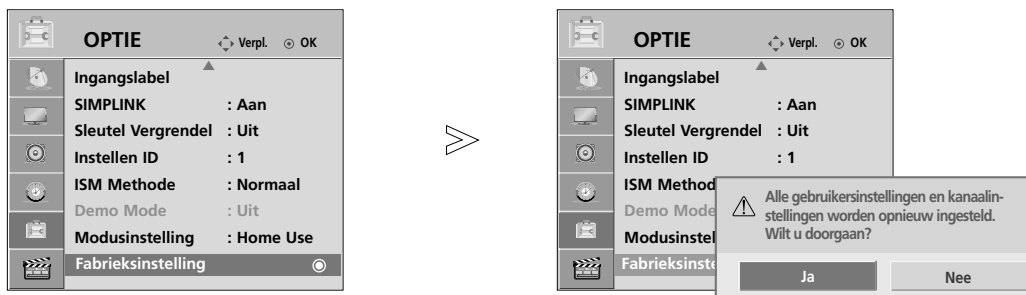 OPTIE Verpl. OK
Ingangslabel
SIMPLINK : Aan
Sleutel Vergrendel : Uit
Instellen ID : 1
ISM Methode : Normaal
Demo Mode : Uit
Modusinstelling : Home Use
Fabrieksinstelling
OPTIE Verpl. OK
Ingangslabel
SIMPLINK : Aan
Sleutel Vergrendel : Uit
Instellen ID : 1
ISM Method
Demo Mode
Modusinstel
Fabrieksinste
Alle gebruikersinstellingen en kanaalin-
stellingen worden opnieuw ingesteld.
Wilt u doorgaan?
Ja Nee